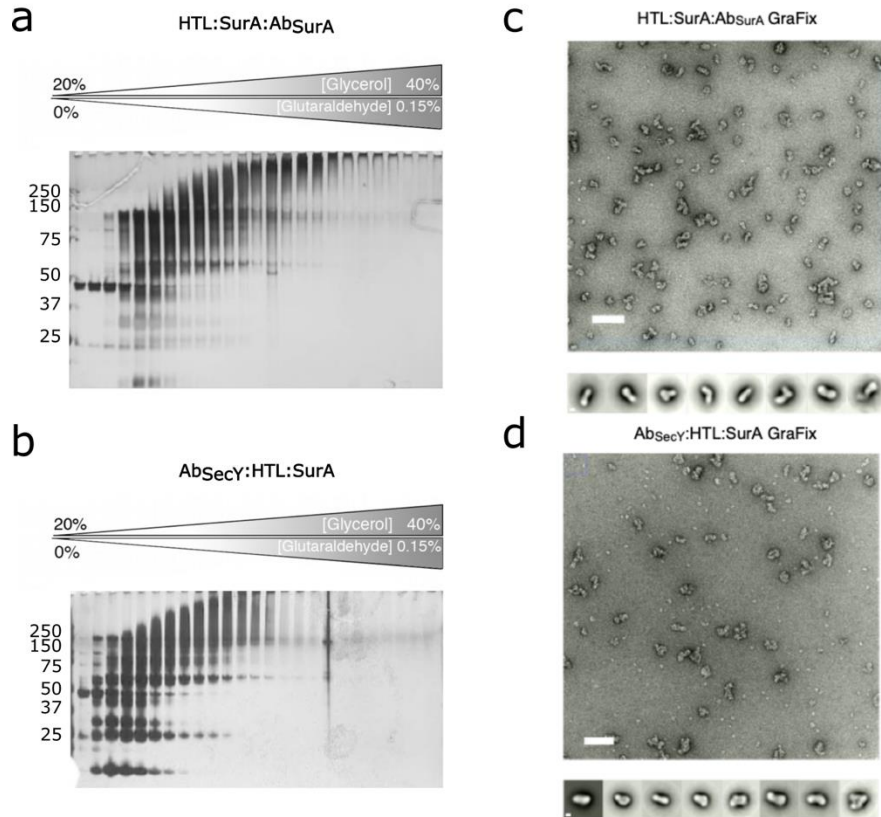 a
HTL:SurA:AbSurA
20%
[Glycerol] 40%
0%
[Glutaraldehyde] 0.15%
250
150
75
50
37
25
b
AbSecY:HTL:SurA
20%
[Glycerol] 40%
0%
[Glutaraldehyde] 0.15%
250
150
75
50
37
25
c
HTL:SurA:AbSurA GraFix
d
AbSecY:HTL:SurA GraFix